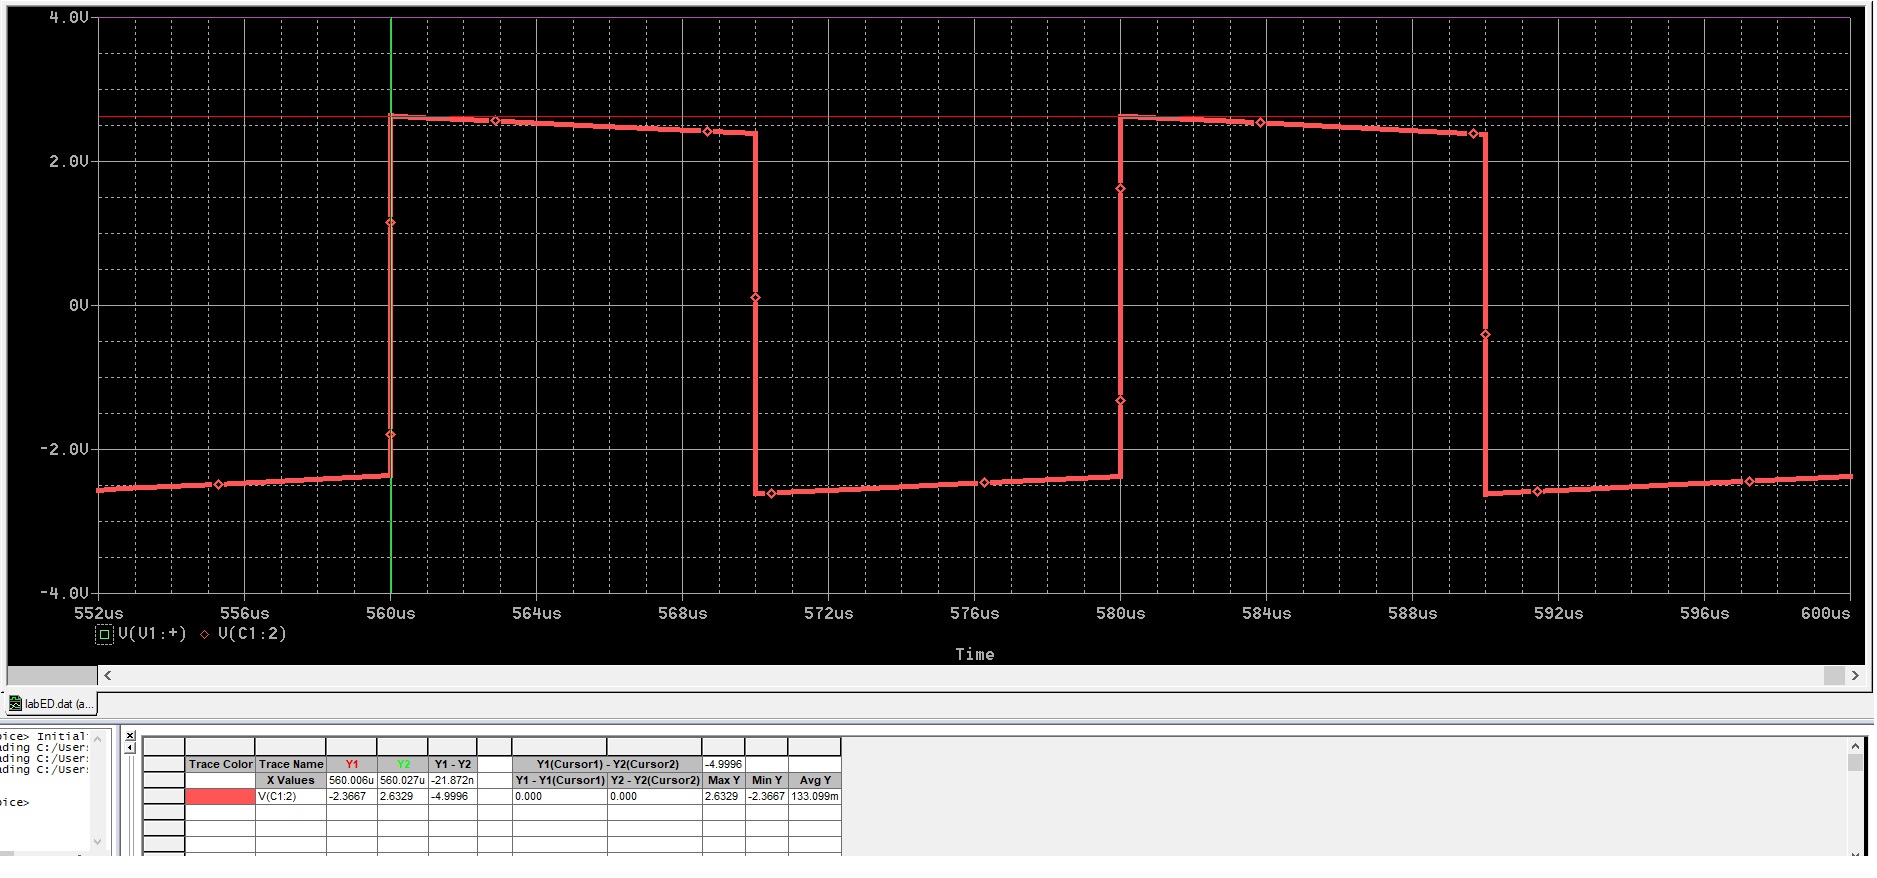 4.0V
2.0V
0V
-2.0V
-4.0V
552us 556us 560us 564us 568us 572us 576us 580us 584us 588us 592us 596us 600us
V(V1:+) V(C1:2)
Time
labED.dat (a...
pice> Initial
ading C:/Users
ading C:/Users
ading C:/Users
pice>
Trace Color Trace Name Y1 Y2 Y1 - Y2 Y1(Cursor1) - Y2(Cursor2) -4.9996
X Values 560.006u 560.027u -21.872n Y1 - Y1(Cursor1) Y2 - Y2(Cursor2) Max Y Min Y Avg Y
V(C1:2) -2.3667 2.6329 -4.9996 0.000 0.000 2.6329 -2.3667 133.099m